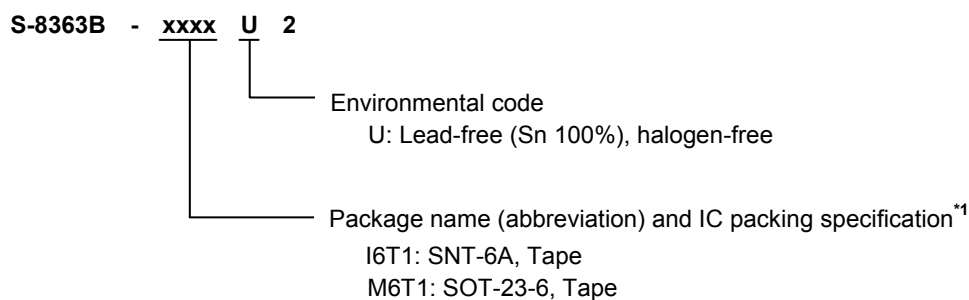 S-8363B - xxxx U 2
Environmental code
U: Lead-free (Sn 100%), halogen-free
Package name (abbreviation) and IC packing specification*1
I6T1: SNT-6A, Tape
M6T1: SOT-23-6, Tape